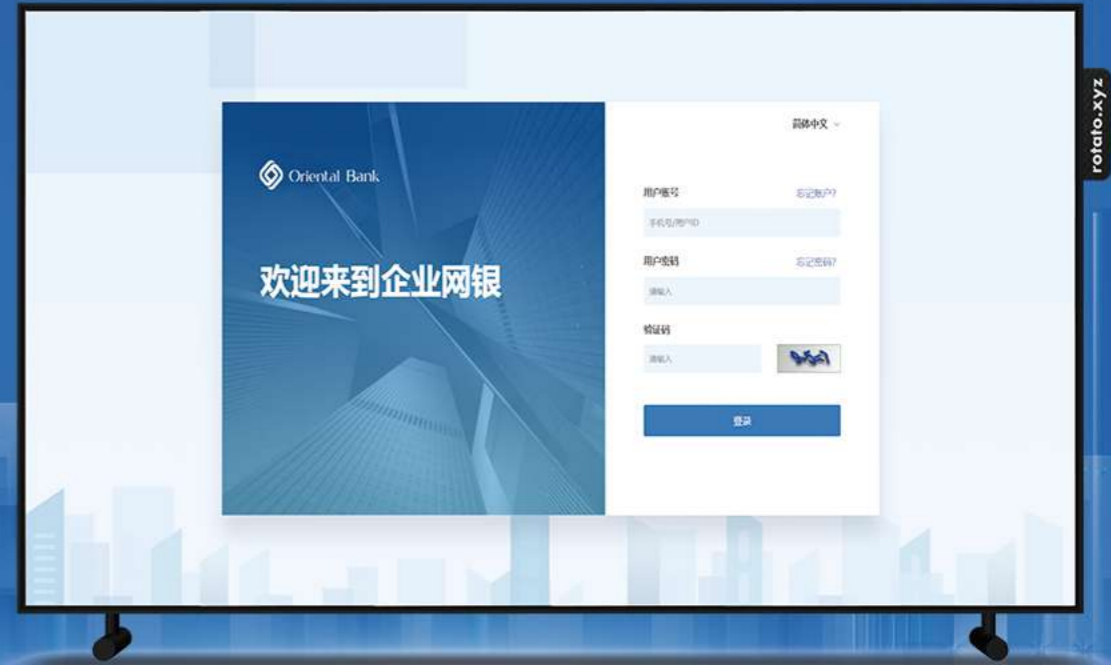 Oriental Bank
欢迎来到企业网银
简体中文
用户账号
忘记账户?
手机号/用户ID
用户密码
忘记密码?
请输入
验证码
请输入
登录
rotato.xyz